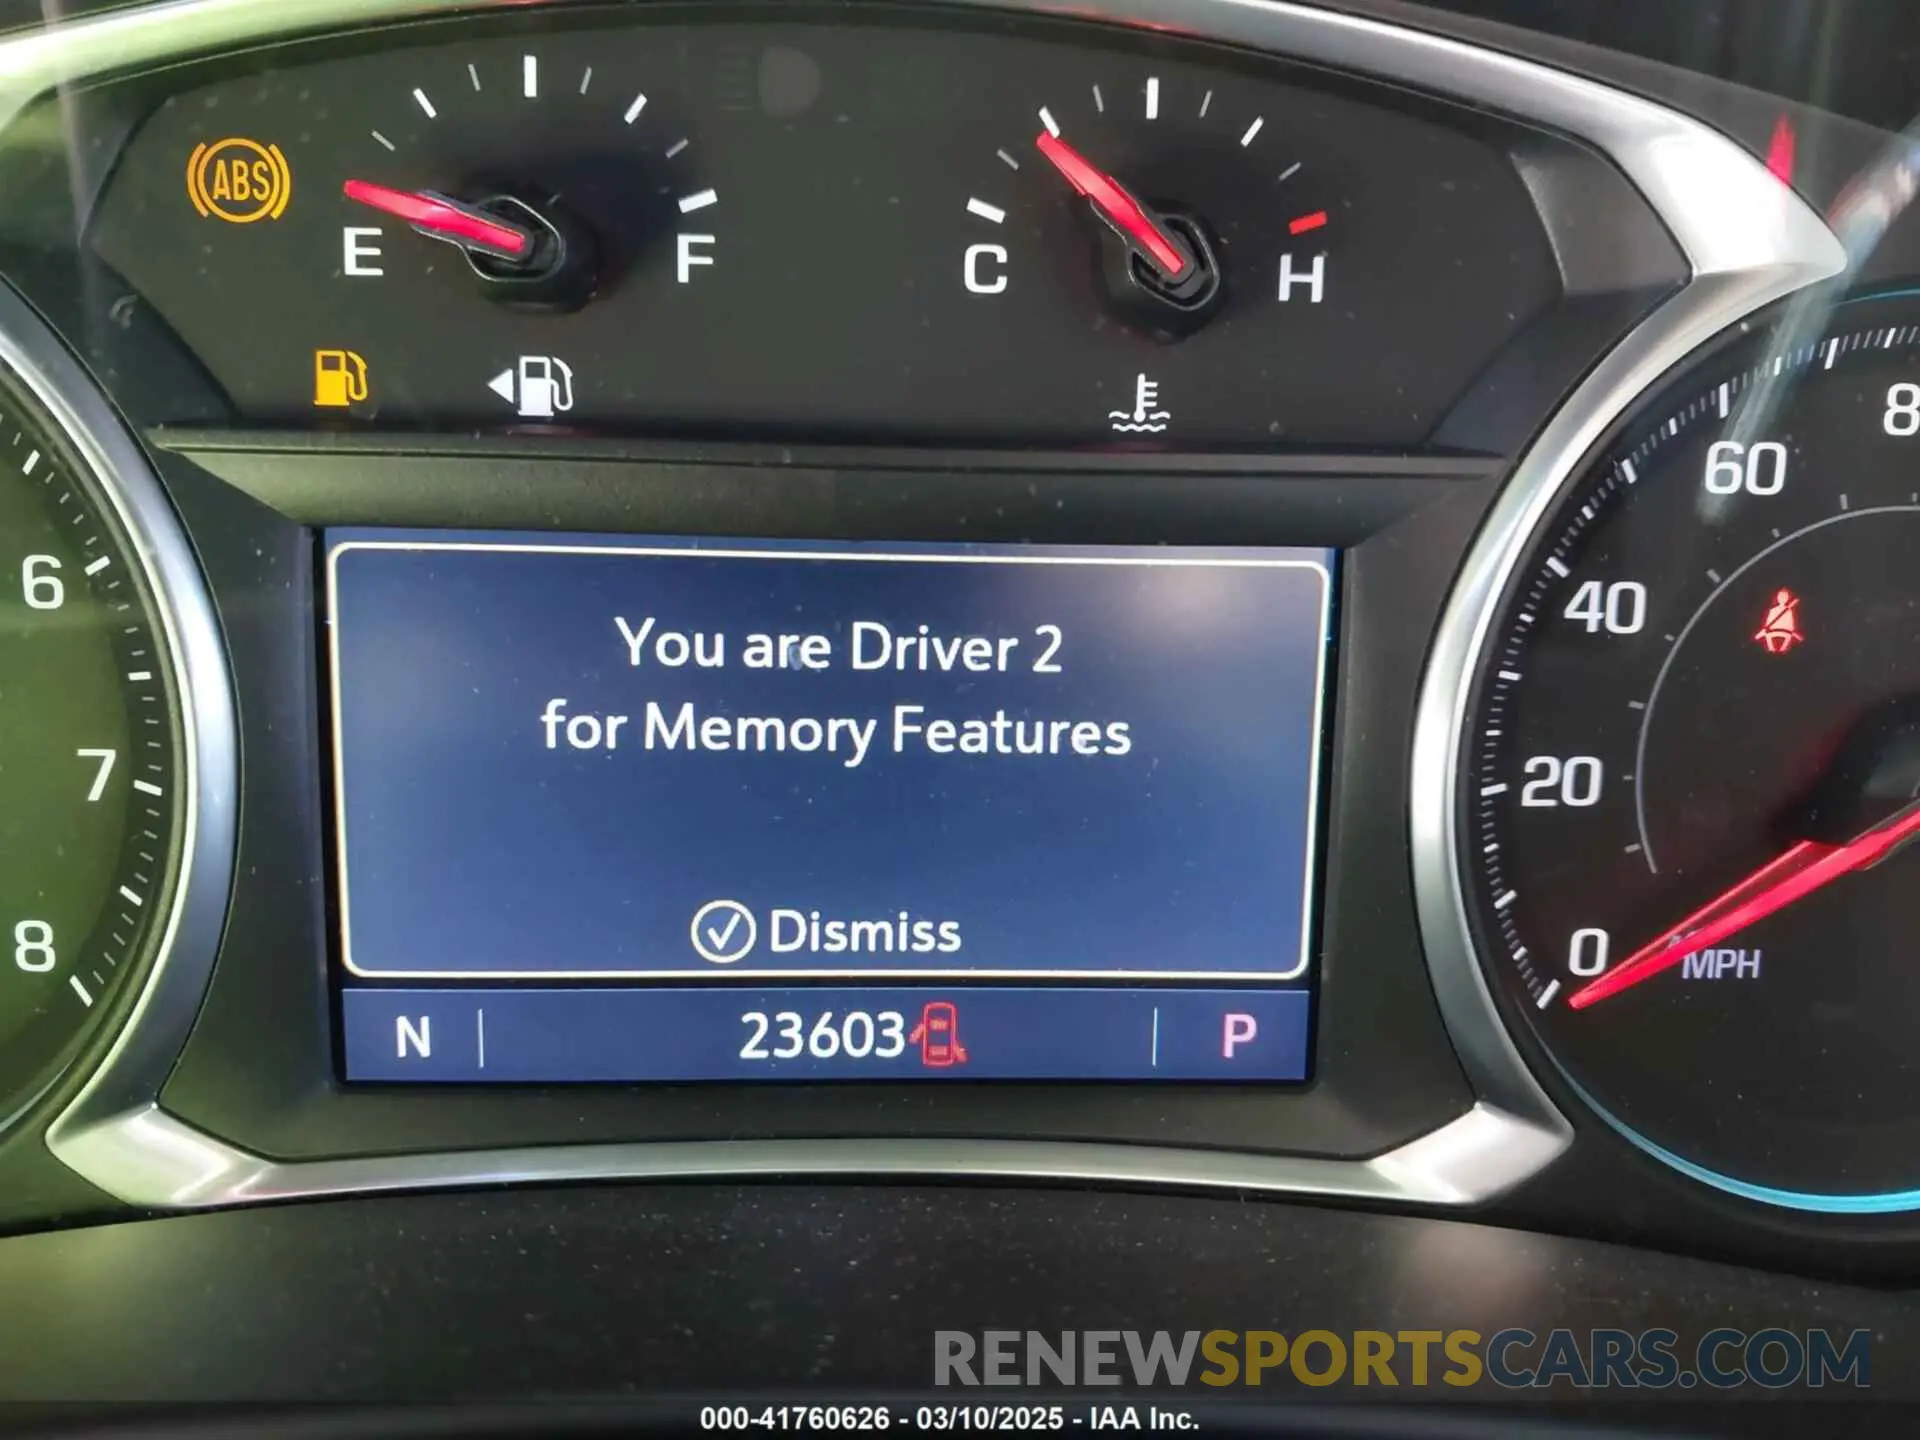 ABS
E
F
C
H
6
7
8
You are Driver 2
for Memory Features
Dismiss
N
23603
P
8
60
40
20
0
MPH
RENEWSPORTSCARS.COM
000-41760626 - 03/10/2025 - IAA Inc.